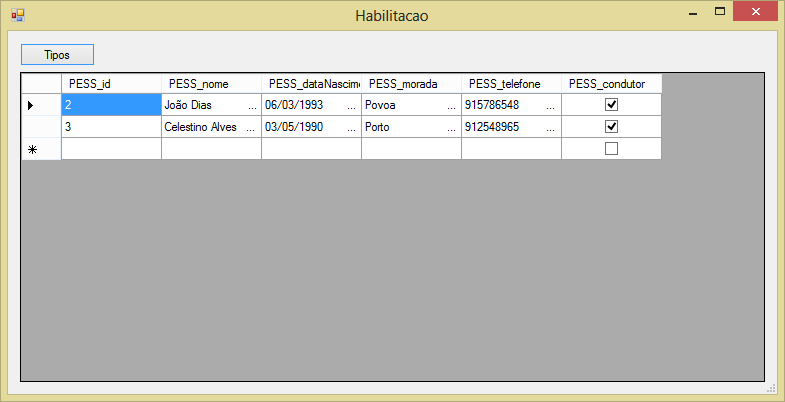 Habilitacao
Tipos
PESS_id PESS_nome PESS_dataNascime PESS_morada PESS_telefone PESS_condutor
2 João Dias ... 06/03/1993 ... Povoa ... 915786548 ...
3 Celestino Alves ... 03/05/1990 ... Porto ... 912548965 ...